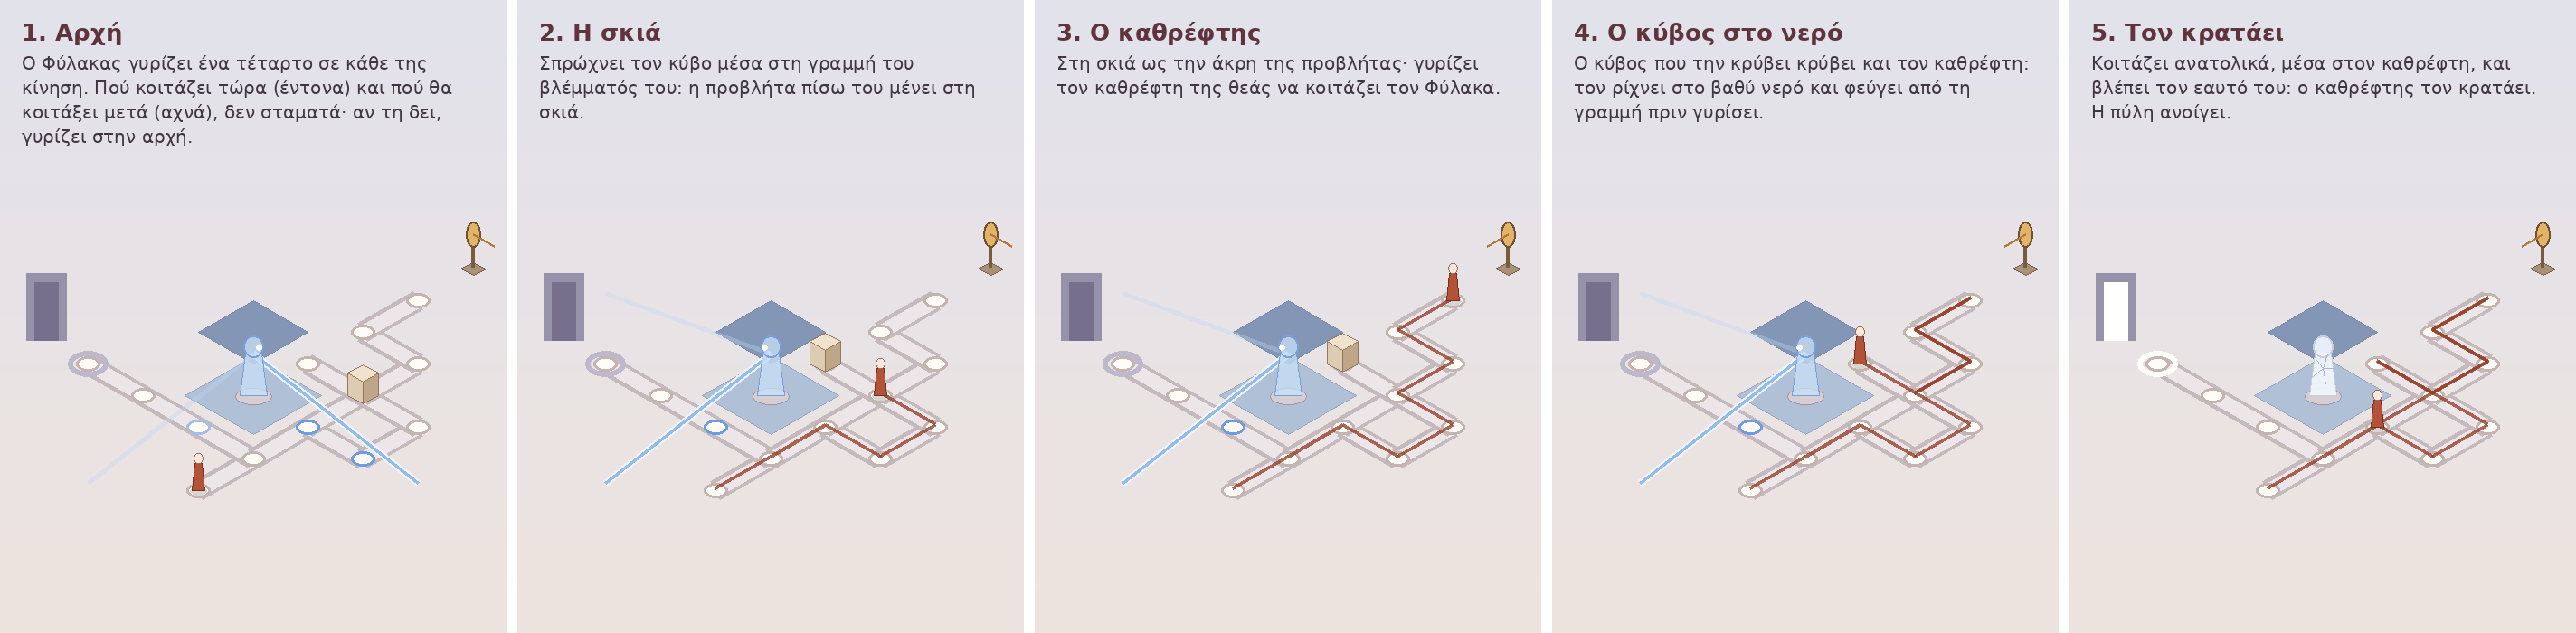 1. Αρχή
Ο Φύλακας γυρίζει ένα τέταρτο σε κάθε της
κίνηση. Πού κοιτάζει τώρα (έντονα) και πού θα
κοιτάξει μετά (αχνά), δεν σταματά· αν τη δει,
γυρίζει στην αρχή.
2. Η σκιά
Σπρώχνει τον κύβο μέσα στη γραμμή του
βλέμματός του: η προβλήτα πίσω του μένει στη
σκιά.
3. Ο καθρέφτης
Στη σκιά ως την άκρη της προβλήτας· γυρίζει
τον καθρέφτη της θεάς να κοιτάζει τον Φύλακα.
4. Ο κύβος στο νερό
Ο κύβος που την κρύβει κρύβει και τον καθρέφτη:
τον ρίχνει στο βαθύ νερό και φεύγει από τη
γραμμή πριν γυρίσει.
5. Τον κρατάει
Κοιτάζει ανατολικά, μέσα στον καθρέφτη, και
βλέπει τον εαυτό του: ο καθρέφτης τον κρατάει.
Η πύλη ανοίγει.